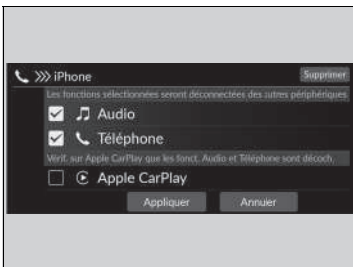 iPhone
Supprimer
Les fonctions sélectionnées seront déconnectées des autres périphériques
Audio
Téléphone
Vérif. sur Apple CarPlay que les fonct. Audio et Téléphone sont décoch.
Apple CarPlay
Appliquer
Annuler